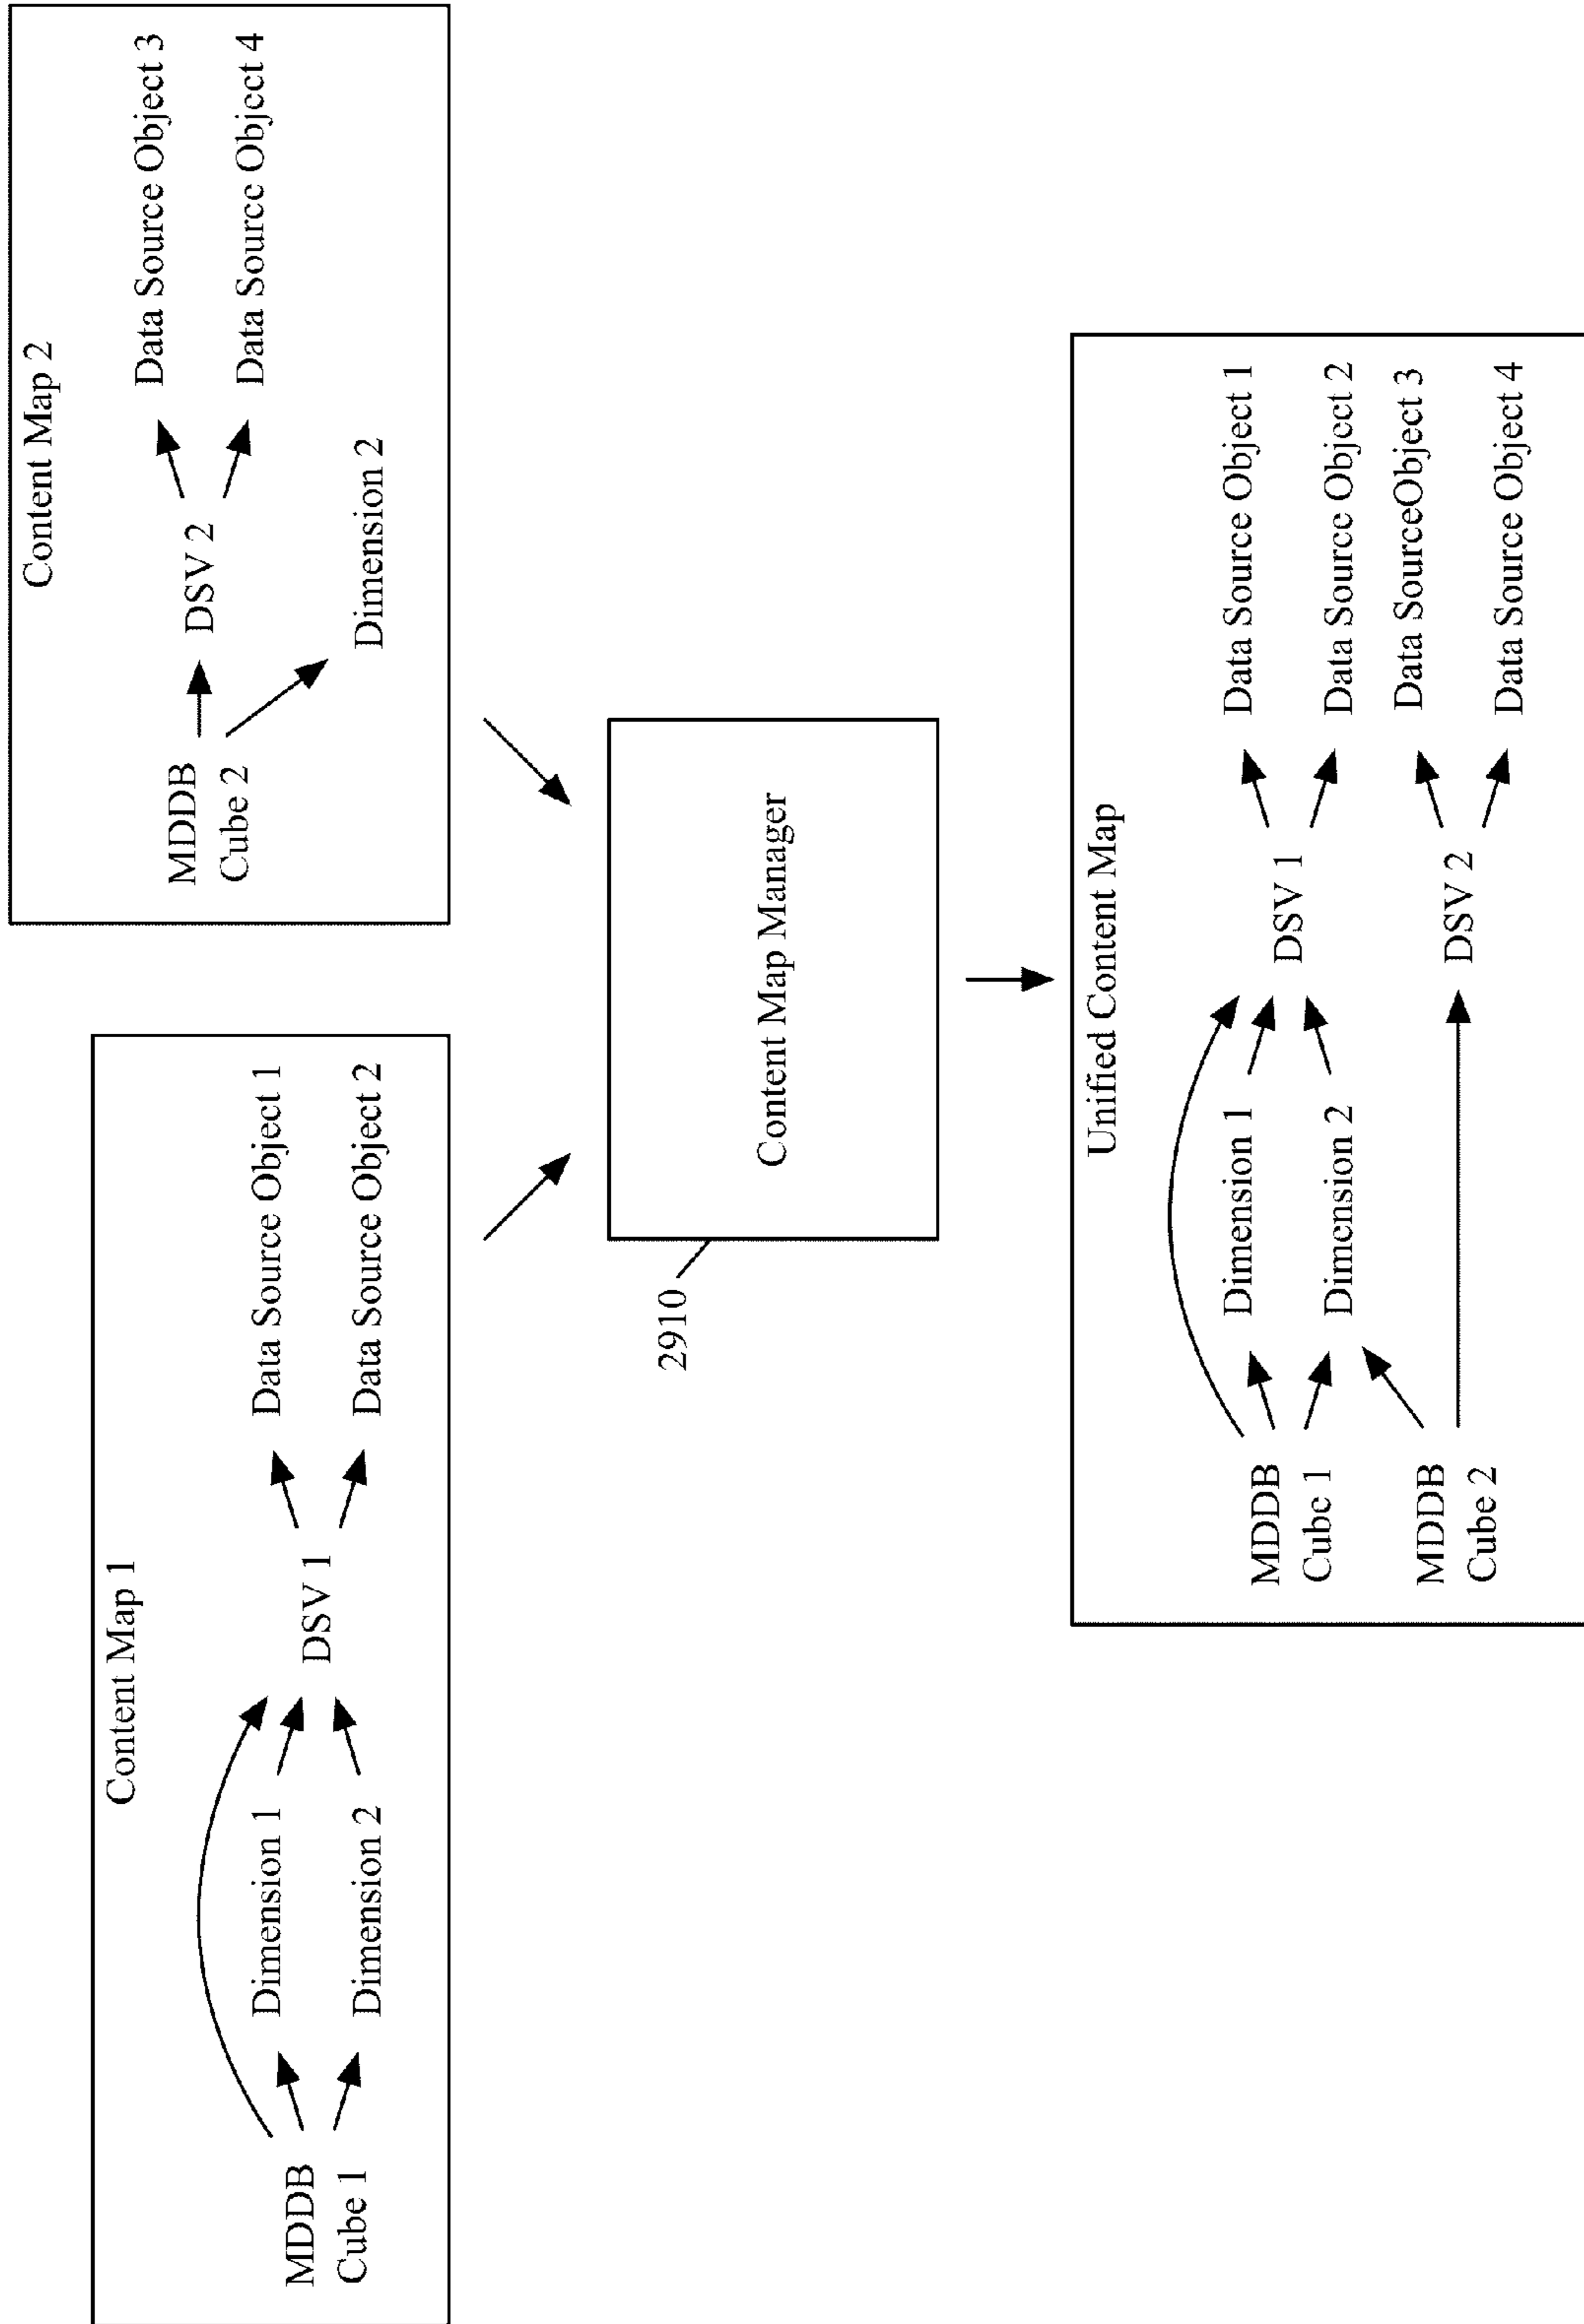 Content Map 1
MDDB
Cube 1
Dimension 1
Dimension 2
DSV 1
Data Source Object 1
Data Source Object 2
Content Map 2
MDDB
Cube 2
DSV 2
Dimension 2
Data Source Object 3
Data Source Object 4
2910
Content Map Manager
Unified Content Map
MDDB
Cube 1
MDDB
Cube 2
Dimension 1
Dimension 2
DSV 1
DSV 2
Data Source Object 1
Data Source Object 2
Data SourceObject 3
Data Source Object 4